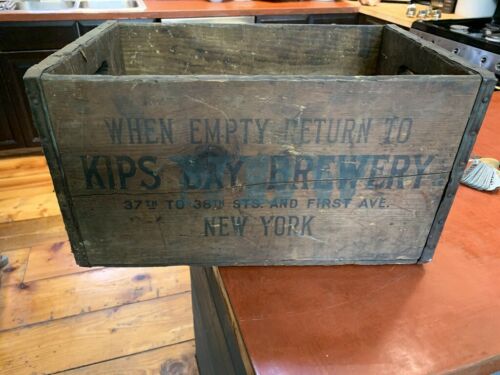 WHEN EMPTY RETURN TO
KIPS BAY BREWERY.
37TH TO 38TH STS. AND FIRST AVE.
NEW YORK